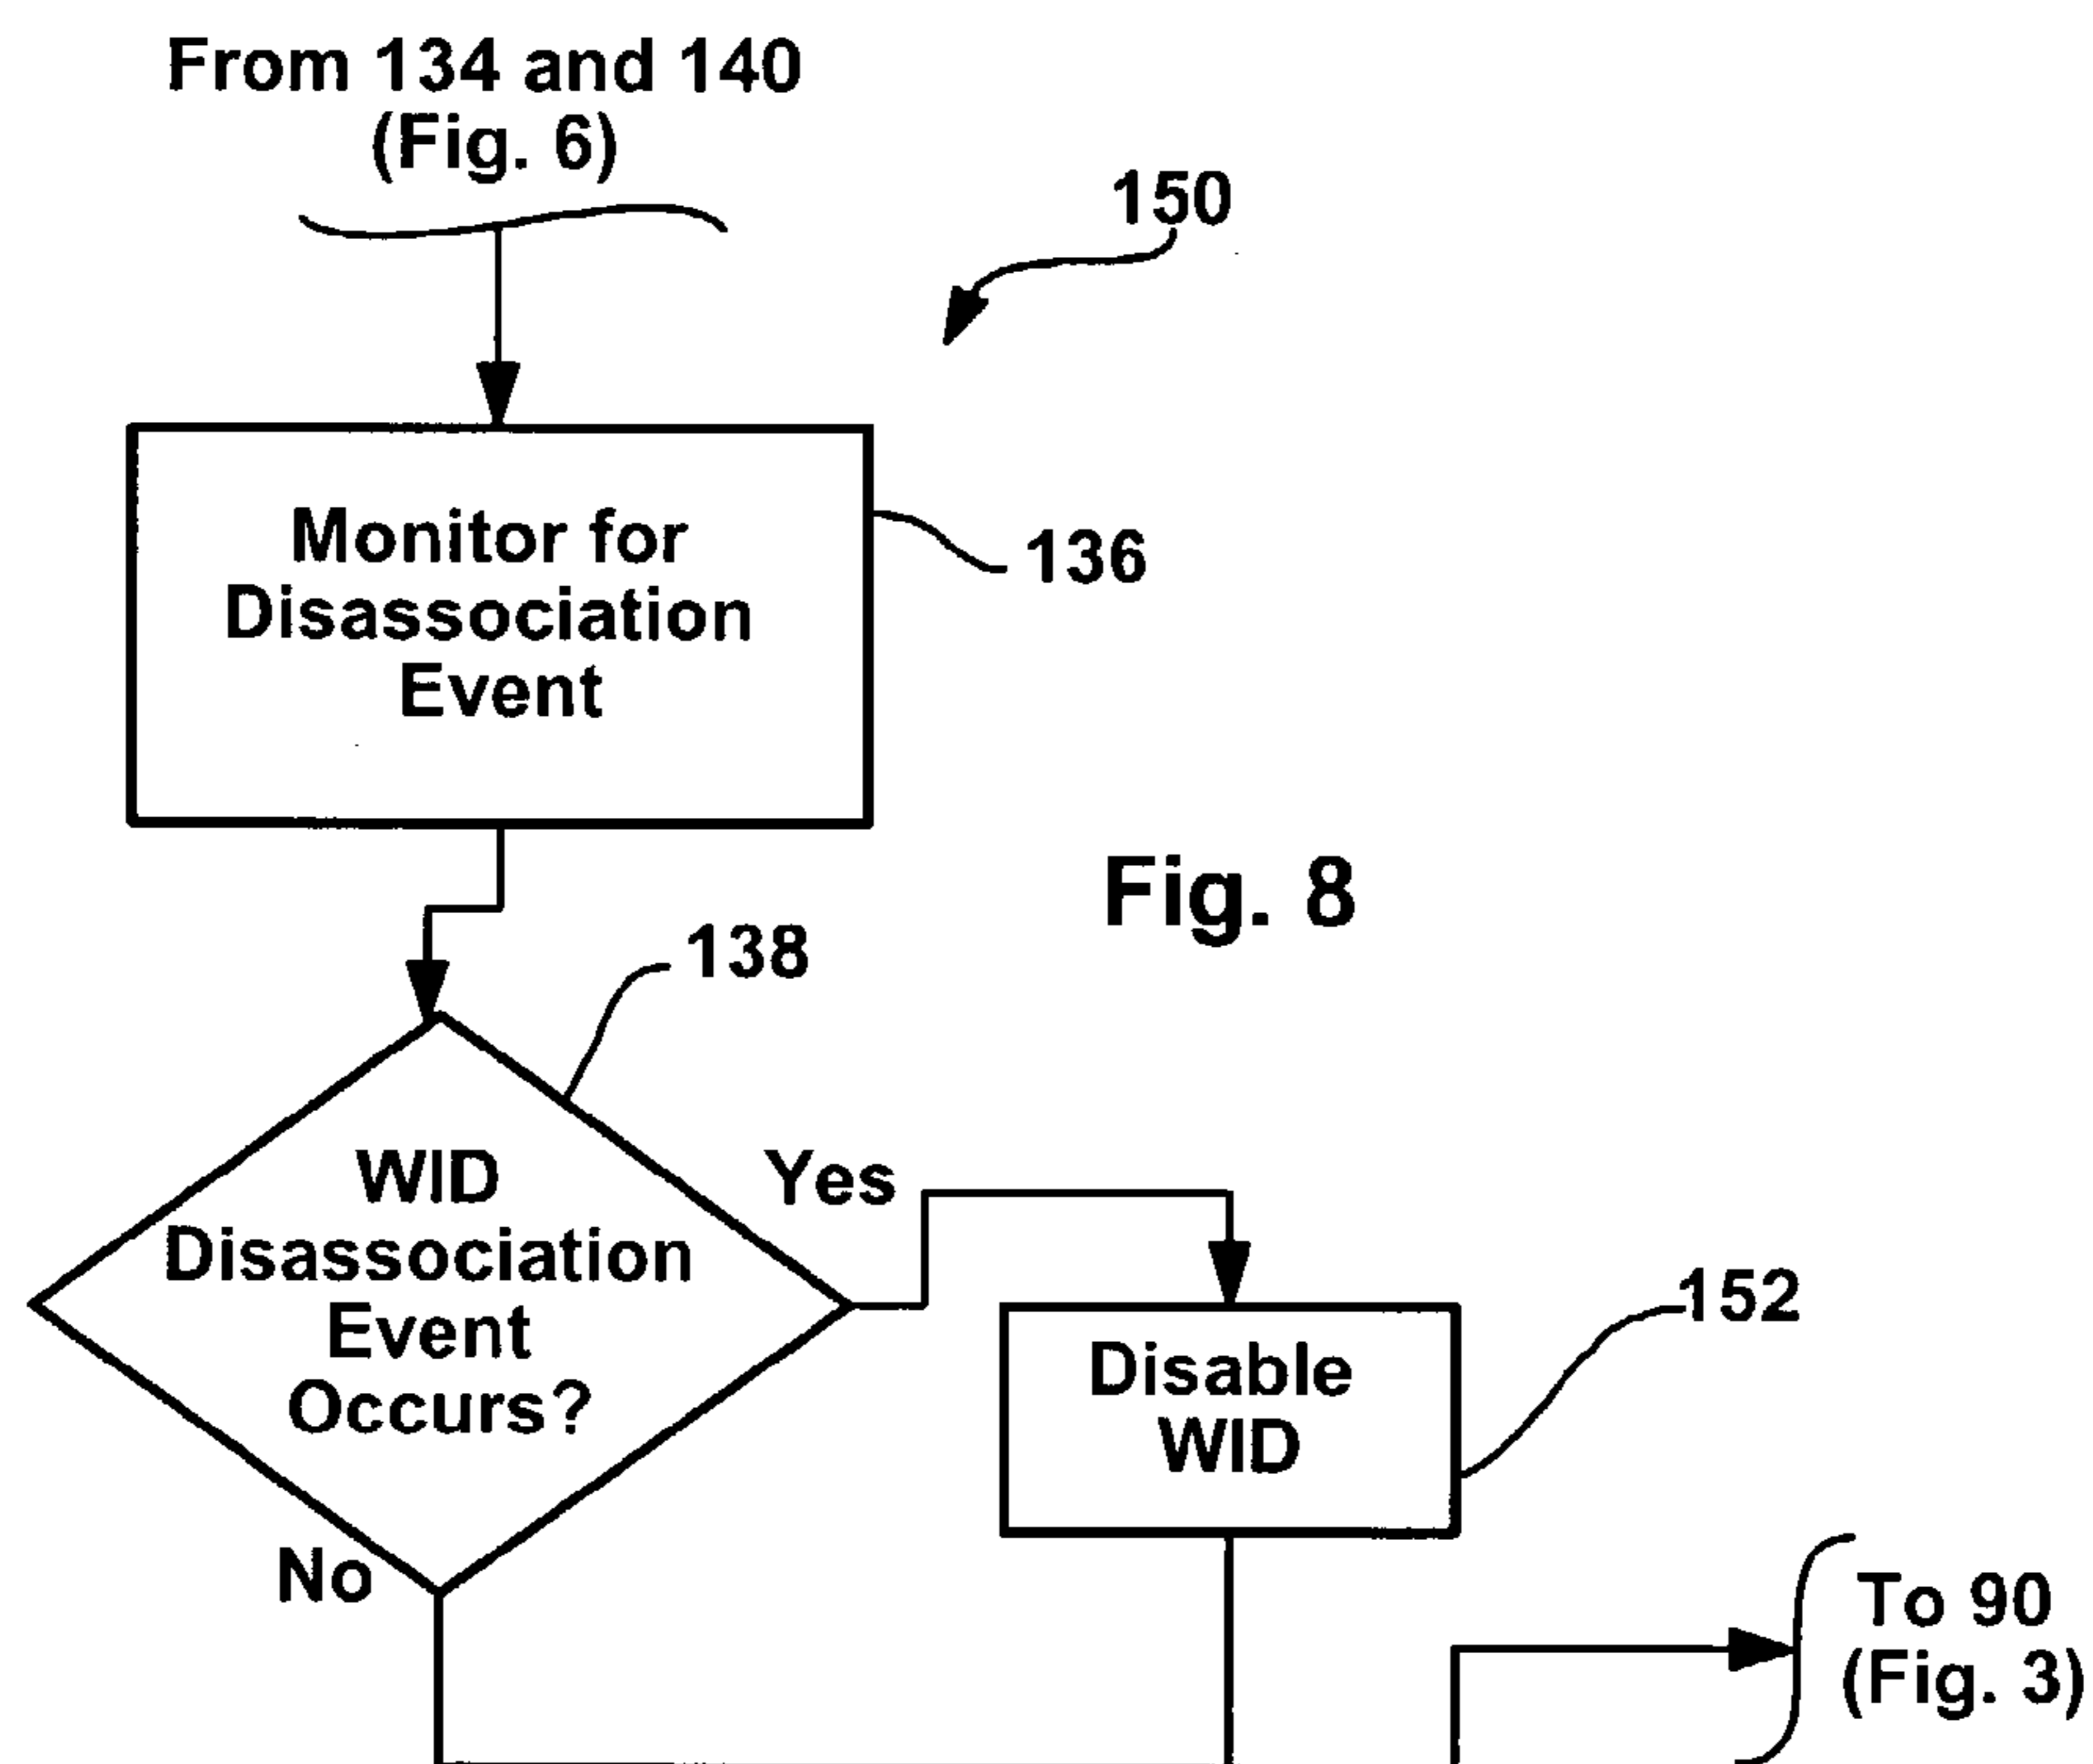 From 134 and 140
(Fig. 6)
150
Monitor for
Disassociation
Event
136
Fig. 8
138
WID
Disassociation
Event
Occurs?
Yes
152
Disable
WID
No
To 90
(Fig. 3)